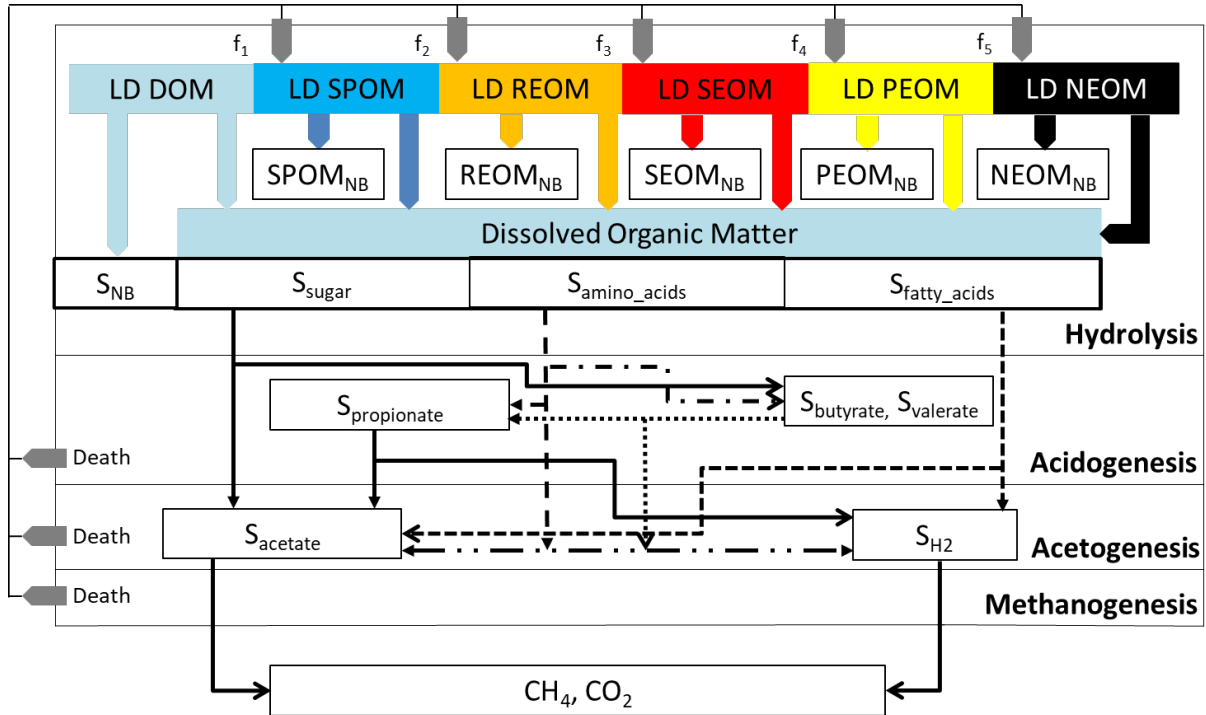 f1 f2 f3 f4 f5
LD DOM LD SPOM LD REOM LD SEOM LD PEOM LD NEOM
SPOMNB REOMNB SEOMNB PEOMNB NEOMNB
Dissolved Organic Matter
SNB Ssugar Samino_acids Sfatty_acids
Hydrolysis
Spropionate Sbutyrate, Svalerate
Death Acidogenesis
Sacetate SH2
Death Acetogenesis
Death Methanogenesis
CH4, CO2